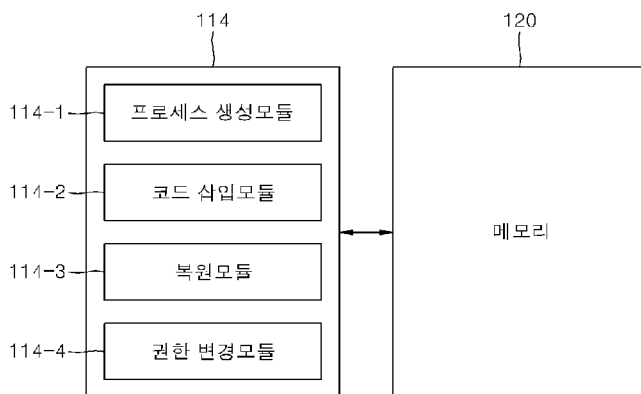 114
120
114-1
프로세스 생성모듈
114-2
코드 삽입모듈
메모리
114-3
복원모듈
114-4
권한 변경모듈